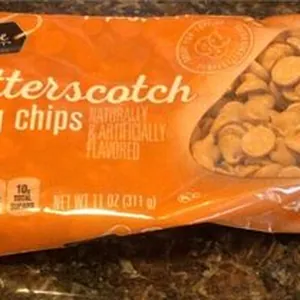 tterscotch
g chips
NATURALLY
& ARTIFICIALLY
FLAVORED
10g
TOTAL
SUGARS
NET WT 11 OZ (311 g)